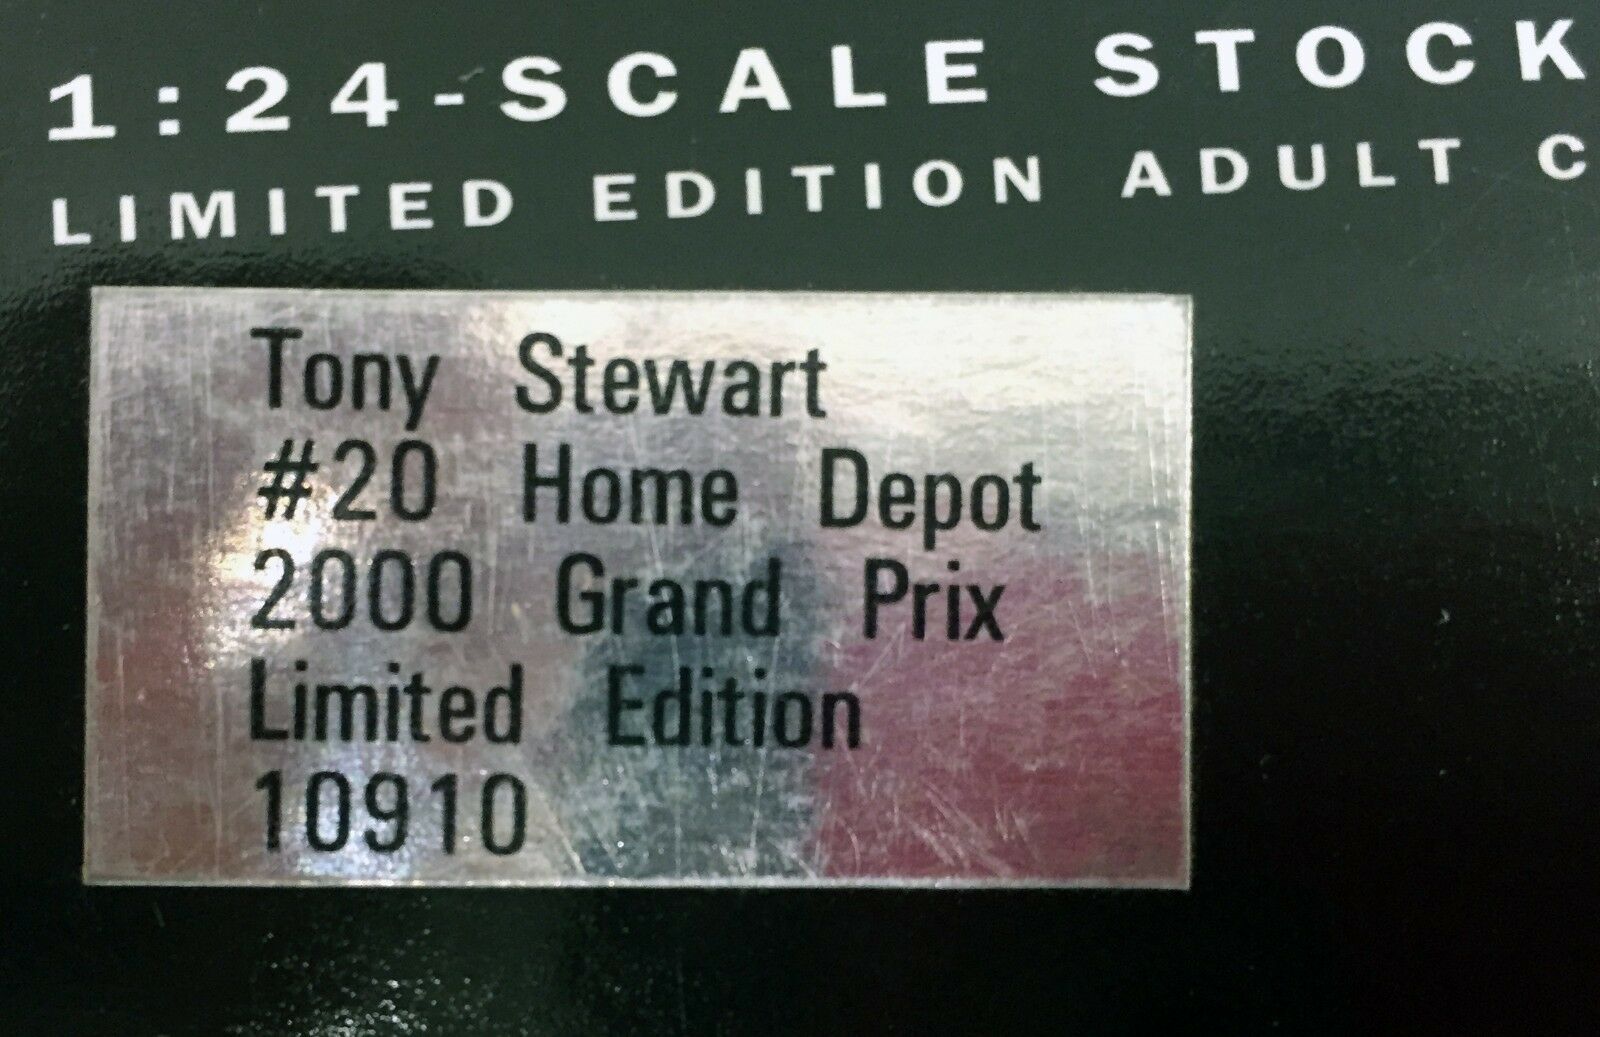 1:24-SCALE STOCK
LIMITED EDITION ADULT C
Tony Stewart
#20 Home Depot
2000 Grand Prix
Limited Edition
10910